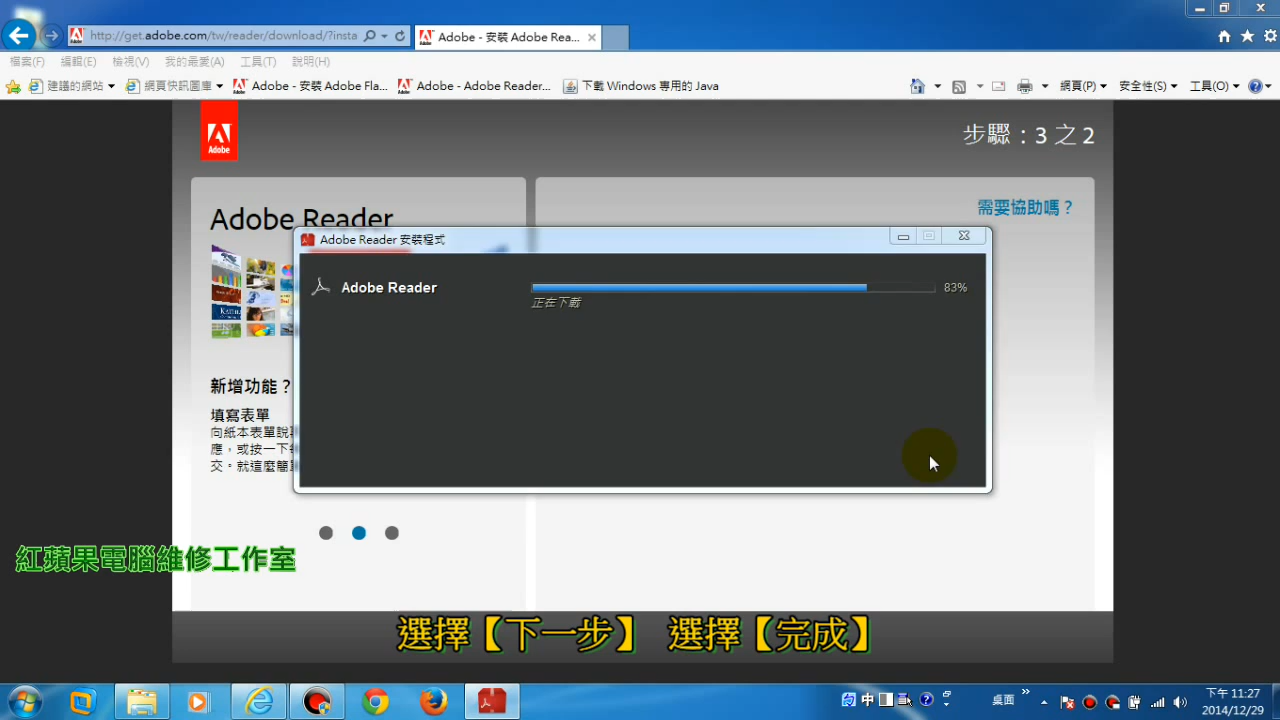 http://get.adobe.com/tw/reader/download/?insta
Adobe - 安裝 Adobe Rea...
檔案(F) 編輯(E) 檢視(V) 我的最愛(A) 工具(T) 說明(H)
建議的網站 網頁快訊圖庫 Adobe - 安裝 Adobe Fla... Adobe - Adobe Reader... 下載 Windows 專用的 Java 網頁(P) 安全性(S) 工具(O)
Adobe
步驟：3 之 2
Adobe Reader
需要協助嗎？
Adobe Reader 安裝程式
Adobe Reader 83%
正在下載
新增功能？
填寫表單
向紙本表單說
應，或按一下
交。就這麼簡
紅蘋果電腦維修工作室
選擇【下一步】 選擇【完成】
中 桌面
下午 11:27
2014/12/29